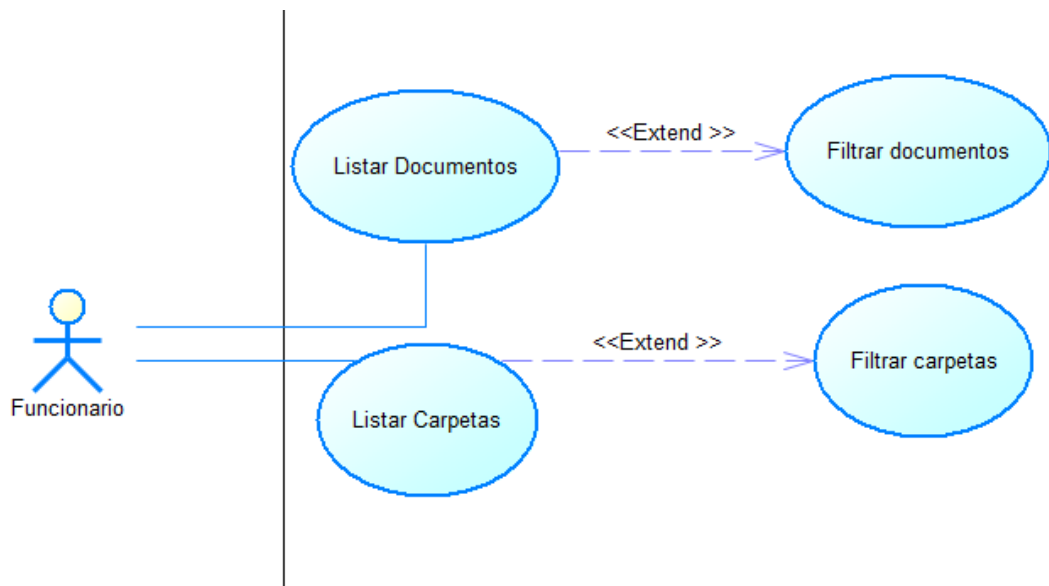 <<Extend >>
Listar Documentos
Filtrar documentos
<<Extend >>
Filtrar carpetas
Funcionario
Listar Carpetas